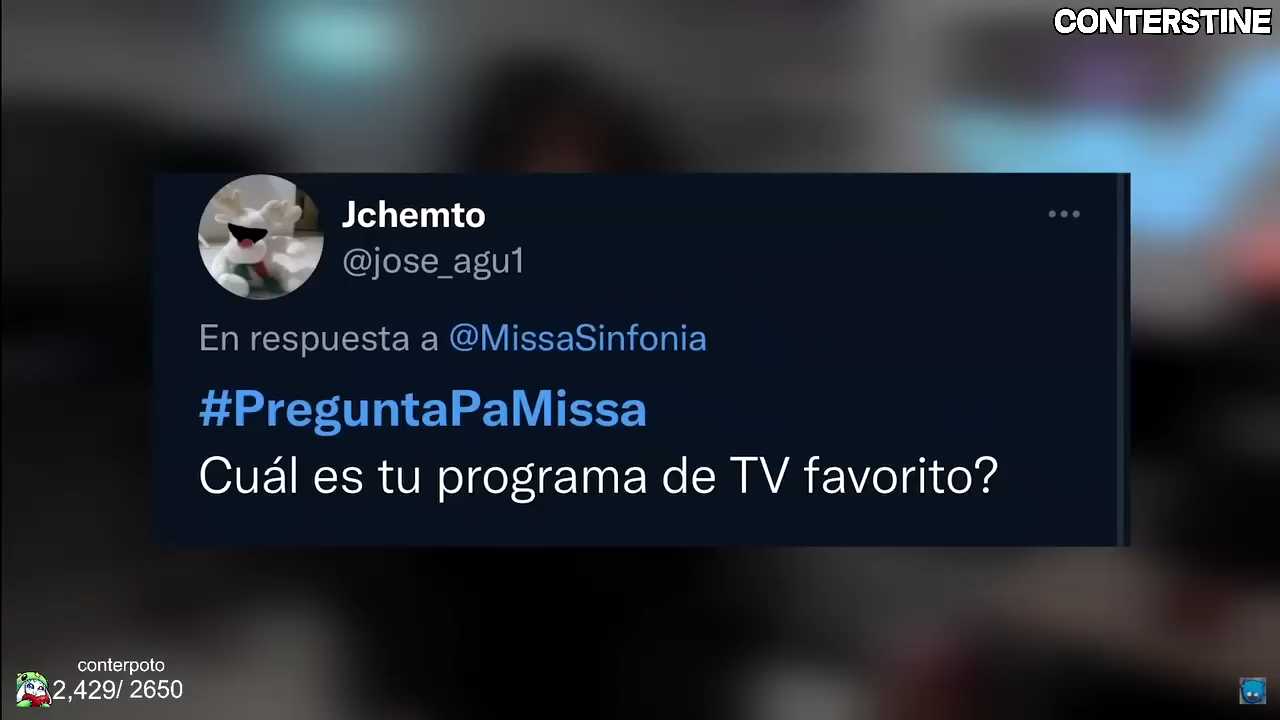 CONTERSTINE
Jchemto
@jose_agu1
En respuesta a @MissaSinfonia
#PreguntaPaMissa
Cuál es tu programa de TV favorito?
conterpoto
2,429/ 2650